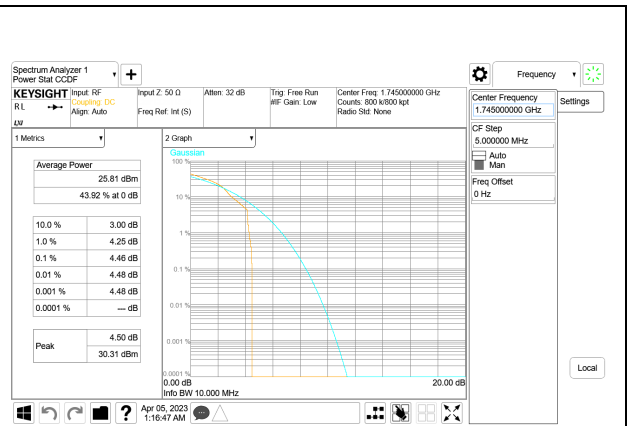 Spectrum Analyzer 1
Power Stat CCDF
Frequency
KEYSIGHT
RL
Input: RF
Coupling: DC
Align: Auto
Input Z: 50 Ω
Freq Ref: Int (S)
Atten: 32 dB
Trig: Free Run
#IF Gain: Low
Center Freq: 1.745000000 GHz
Counts: 800 k/800 kpt
Radio Std: None
Center Frequency
1.745000000 GHz
Settings
CF Step
5.000000 MHz
Auto
Man
Freq Offset
0 Hz
Local
1 Metrics
Average Power
25.81 dBm
43.92 % at 0 dB
10.0 % 3.00 dB
1.0 % 4.25 dB
0.1 % 4.46 dB
0.01 % 4.48 dB
0.001 % 4.48 dB
0.0001 % --- dB
Peak
4.50 dB
30.31 dBm
2 Graph
Gaussian
100 %
10 %
1 %
0.1 %
0.01 %
0.001 %
0.0001 %
0.00 dB 20.00 dB
Info BW 10.000 MHz
?
Apr 05, 2023
1:16:47 AM